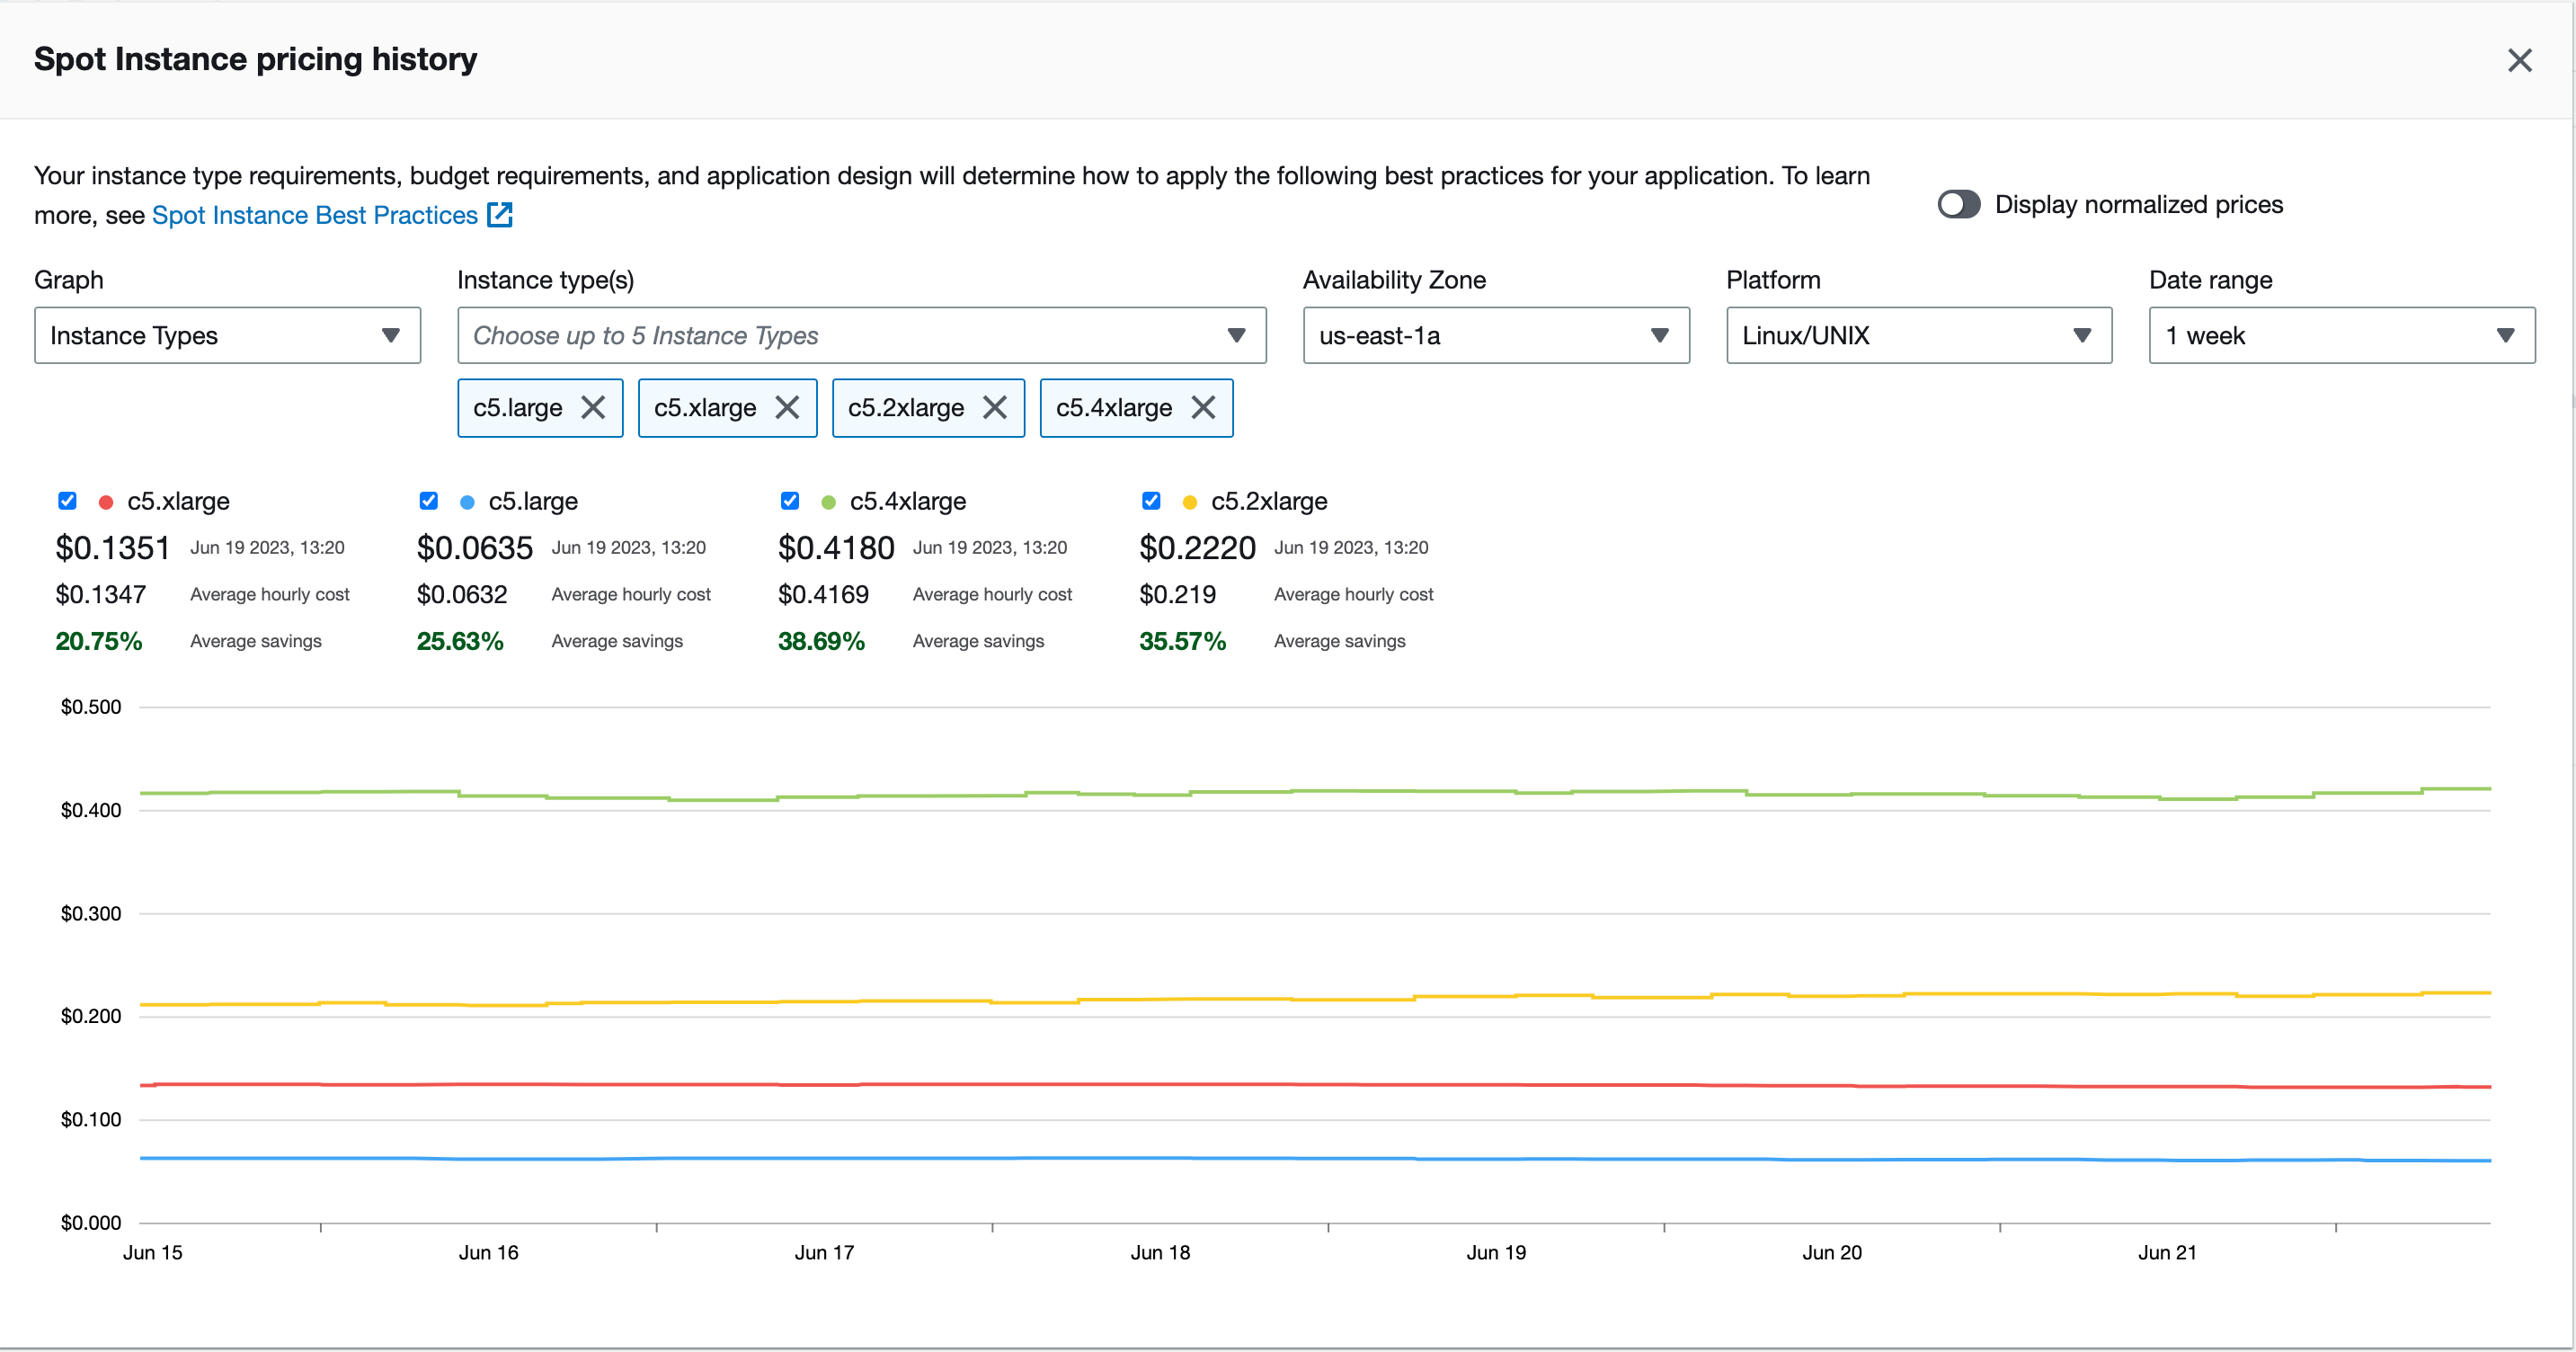 Spot Instance pricing history
Your instance type requirements, budget requirements, and application design will determine how to apply the following best practices for your application. To learn
more, see Spot Instance Best Practices
Display normalized prices
Graph
Instance type(s)
Availability Zone
Platform
Date range
Instance Types
Choose up to 5 Instance Types
us-east-1a
Linux/UNIX
1 week
c5.large
c5.xlarge
c5.2xlarge
c5.4xlarge
c5.xlarge
$0.1351 Jun 19 2023, 13:20
$0.1347 Average hourly cost
20.75% Average savings
c5.large
$0.0635 Jun 19 2023, 13:20
$0.0632 Average hourly cost
25.63% Average savings
c5.4xlarge
$0.4180 Jun 19 2023, 13:20
$0.4169 Average hourly cost
38.69% Average savings
c5.2xlarge
$0.2220 Jun 19 2023, 13:20
$0.219 Average hourly cost
35.57% Average savings
$0.500
$0.400
$0.300
$0.200
$0.100
$0.000
Jun 15 Jun 16 Jun 17 Jun 18 Jun 19 Jun 20 Jun 21